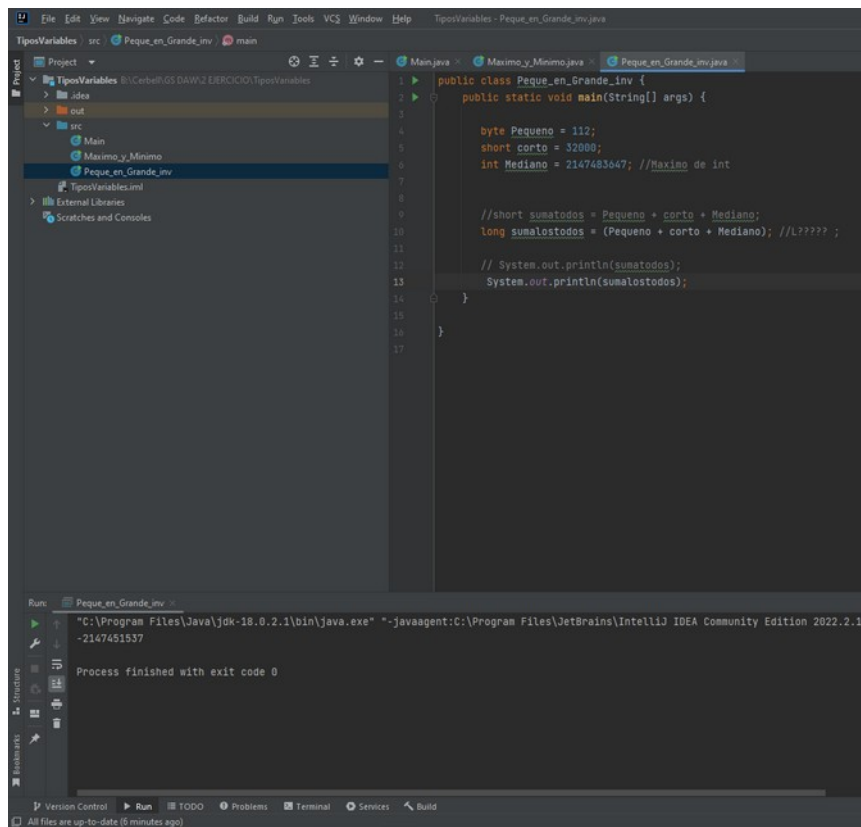 File Edit View Navigate Code Refactor Build Run Tools VCS Window Help TiposVariables - Peque_en_Grande_inv.java
TiposVariables src Peque_en_Grande_inv main
Project
Main.java Maximo_y_Minimo.java Peque_en_Grande_inv.java
TiposVariables B:\Cerbell\GS DAW\2 EJERCICIO\TiposVariables
.idea
out
src
Main
Maximo_y_Minimo
Peque_en_Grande_inv
TiposVariables.iml
External Libraries
Scratches and Consoles
1 public class Peque_en_Grande_inv {
2 public static void main(String[] args) {
3
4 byte Pequeno = 112;
5 short corto = 32000;
6 int Mediano = 2147483647; //Maximo de int
7
8
9 //short sumatodos = Pequeno + corto + Mediano;
10 long sumalostodos = (Pequeno + corto + Mediano); //L????? ;
11
12 // System.out.println(sumatodos);
13 System.out.println(sumalostodos);
14 }
15
16 }
17
Run: Peque_en_Grande_inv
"C:\Program Files\Java\jdk-18.0.2.1\bin\java.exe" "-javaagent:C:\Program Files\JetBrains\IntelliJ IDEA Community Edition 2022.2.1
-2147451537
Process finished with exit code 0
Project
Structure
Bookmarks
Version Control Run TODO Problems Terminal Services Build
All files are up-to-date (6 minutes ago)